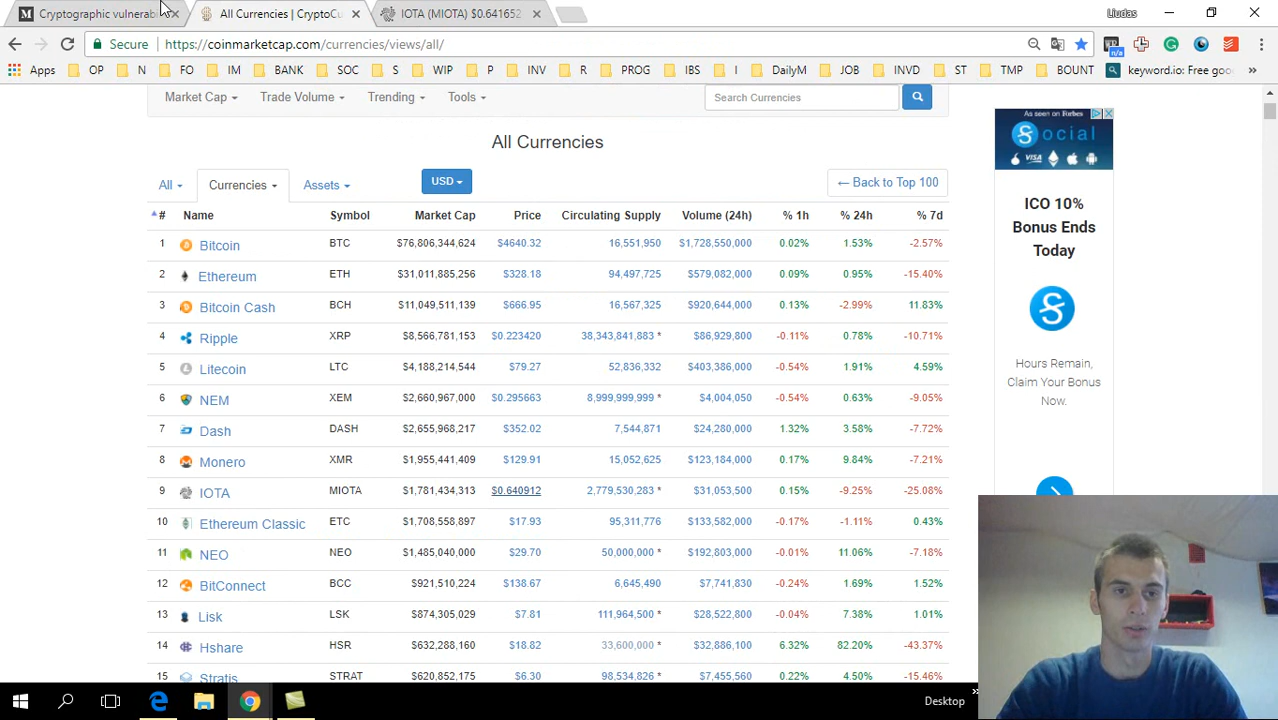 Cryptographic vulnerab
All Currencies | CryptoCu
IOTA (MIOTA) $0.641652
Liudas
Secure
https://coinmarketcap.com/currencies/views/all/
n/a
Apps OP N FO IM BANK SOC S WIP P INV R PROG IBS I DailyM IOB INVD ST TMP BOUNT keyword.io: Free goog »
Market Cap Trade Volume Trending Tools Search Currencies
All Currencies
All Currencies Assets USD ← Back to Top 100
# Name Symbol Market Cap Price Circulating Supply Volume (24h) % 1h % 24h % 7d
1 Bitcoin BTC $76,806,344,624 $4640.32 16,551,950 $1,728,550,000 0.02% 1.53% -2.57%
2 Ethereum ETH $31,011,885,256 $328.18 94,497,725 $579,082,000 0.09% 0.95% -15.40%
3 Bitcoin Cash BCH $11,049,511,139 $666.95 16,567,325 $920,644,000 0.13% -2.99% 11.83%
4 Ripple XRP $8,566,781,153 $0.223420 38,343,841,883 * $86,929,800 -0.11% 0.78% -10.71%
5 Litecoin LTC $4,188,214,544 $79.27 52,836,332 $403,386,000 -0.54% 1.91% 4.59%
6 NEM XEM $2,660,967,000 $0.295663 8,999,999,999 * $4,004,050 -0.54% 0.63% -9.05%
7 Dash DASH $2,655,968,217 $352.02 7,544,871 $24,280,000 1.32% 3.58% -7.72%
8 Monero XMR $1,955,441,409 $129.91 15,052,625 $123,184,000 0.17% 9.84% -7.21%
9 IOTA MIOTA $1,781,434,313 $0.640912 2,779,530,283 * $31,053,500 0.15% -9.25% -25.08%
10 Ethereum Classic ETC $1,708,558,897 $17.93 95,311,776 $133,582,000 -0.17% -1.11% 0.43%
11 NEO NEO $1,485,040,000 $29.70 50,000,000 * $192,803,000 -0.01% 11.06% -7.18%
12 BitConnect BCC $921,510,224 $138.67 6,645,490 $7,741,830 -0.24% 1.69% 1.52%
13 Lisk LSK $874,305,029 $7.81 111,964,500 * $28,522,800 -0.04% 7.38% 1.01%
14 Hshare HSR $632,288,160 $18.82 33,600,000 * $32,886,100 6.32% 82.20% -43.37%
15 Stratis STRAT $620,852,175 $6.30 98,534,826 * $7,455,560 0.22% 4.50% -15.46%
As seen on Forbes
Social
VISA
ICO 10%
Bonus Ends
Today
Hours Remain,
Claim Your Bonus
Now.
Desktop »